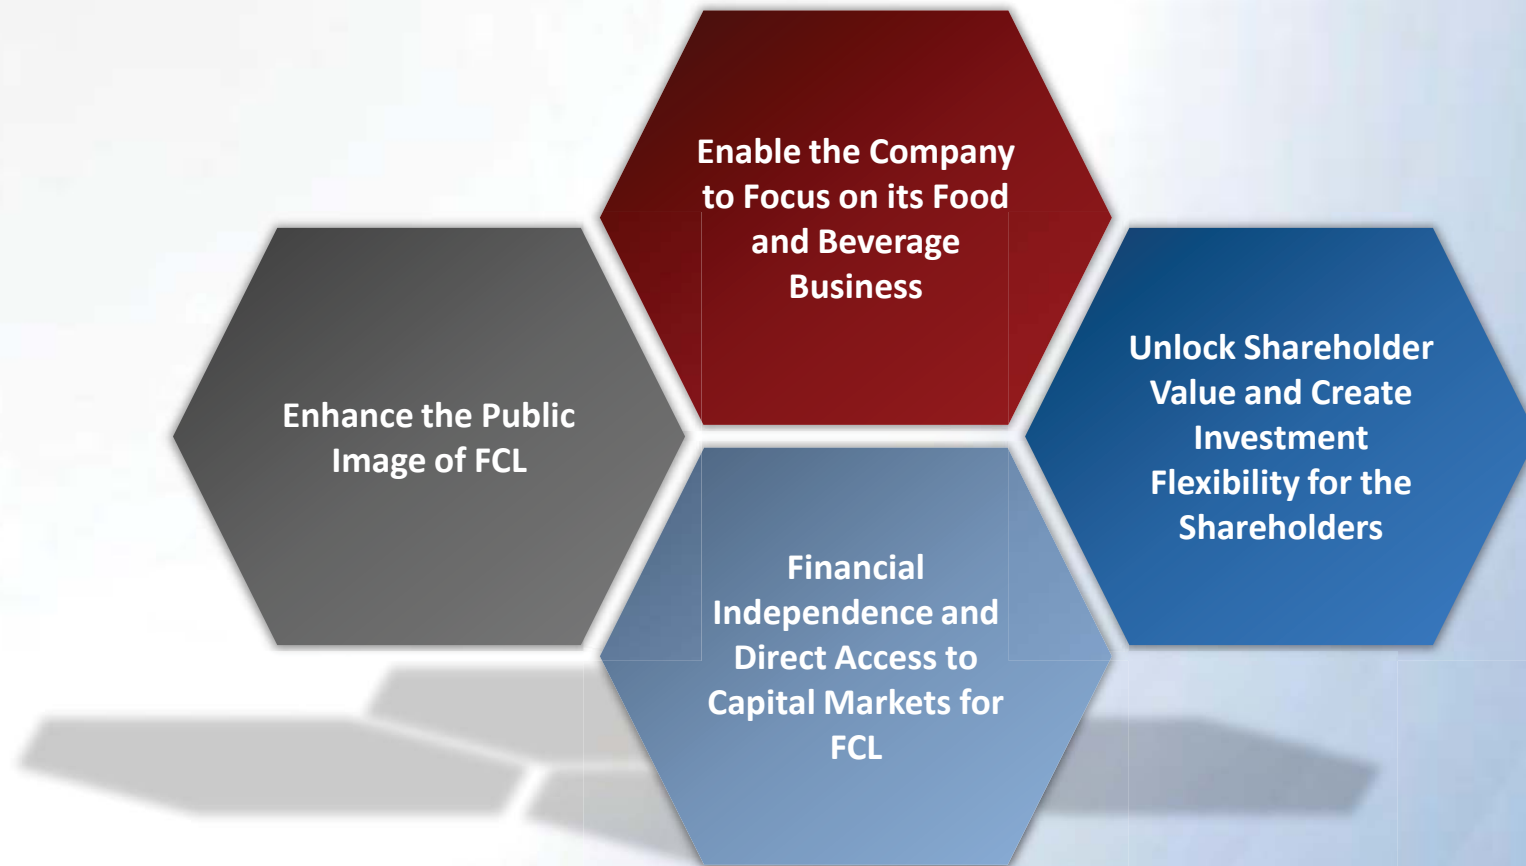 Enable the Company
to Focus on its Food
and Beverage
Business
Enhance the Public
Image of FCL
Unlock Shareholder
Value and Create
Investment
Flexibility for the
Shareholders
Financial
Independence and
Direct Access to
Capital Markets for
FCL